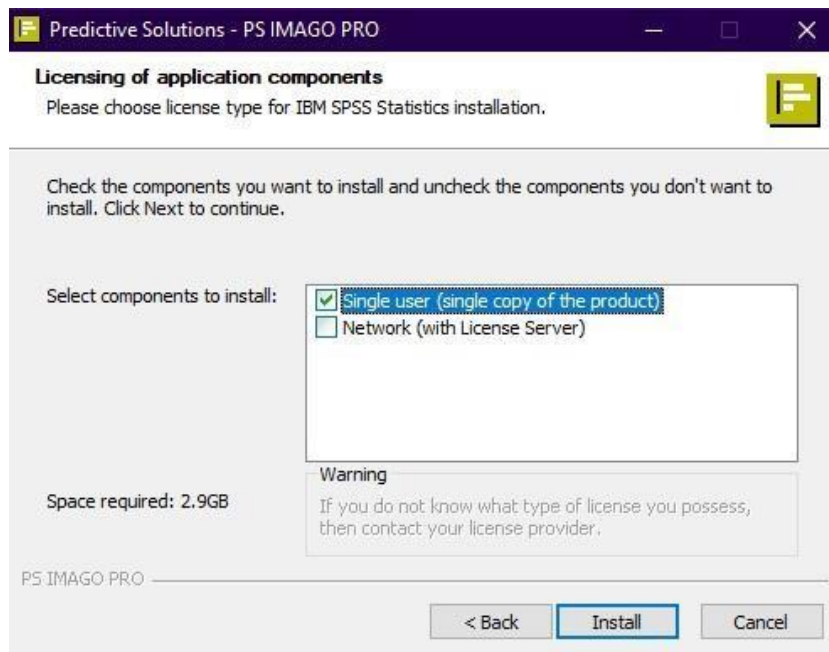 Predictive Solutions - PS IMAGO PRO
Licensing of application components
Please choose license type for IBM SPSS Statistics installation.
Check the components you want to install and uncheck the components you don't want to
install. Click Next to continue.
Select components to install:
Single user (single copy of the product)
Network (with License Server)
Space required: 2.9GB
Warning
If you do not know what type of license you possess,
then contact your license provider.
PS IMAGO PRO
< Back
Install
Cancel